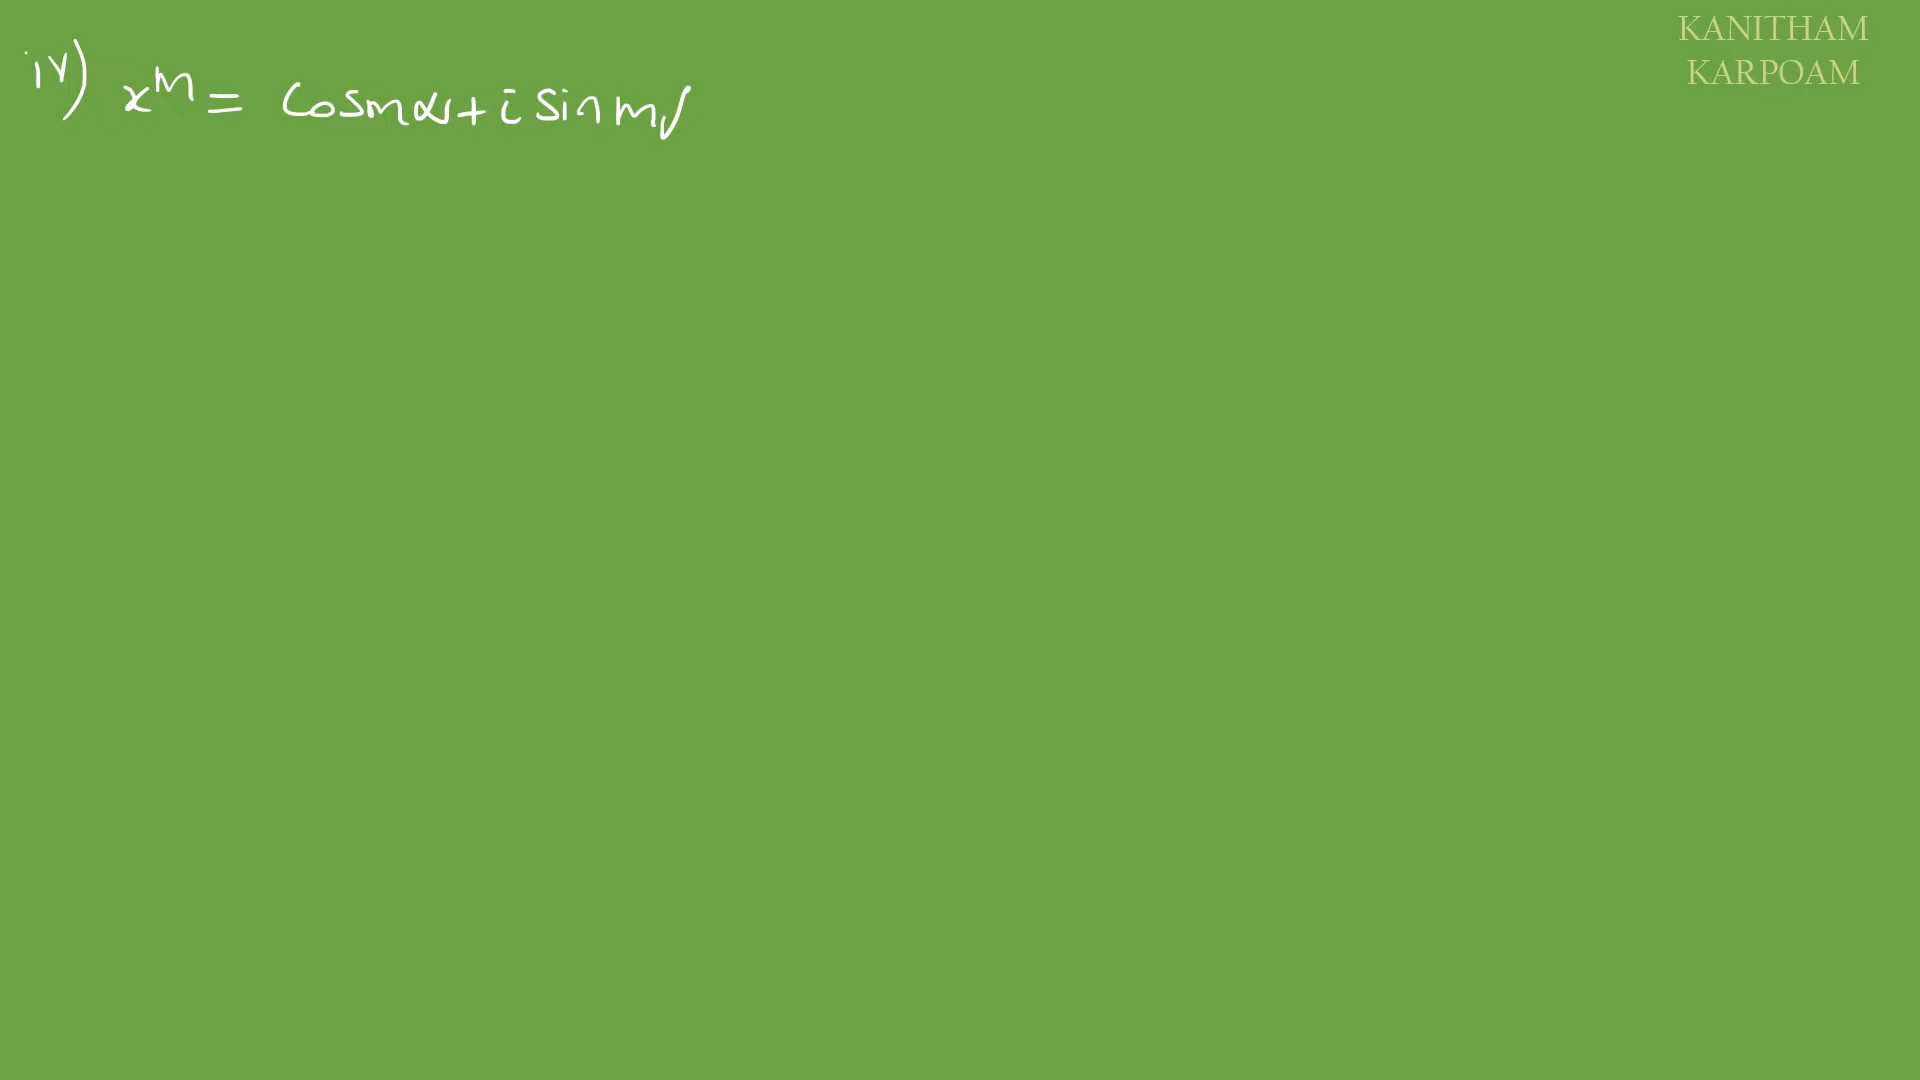 iv) x^m = cos mα + i sin m
KANITHAM
KARPOAM